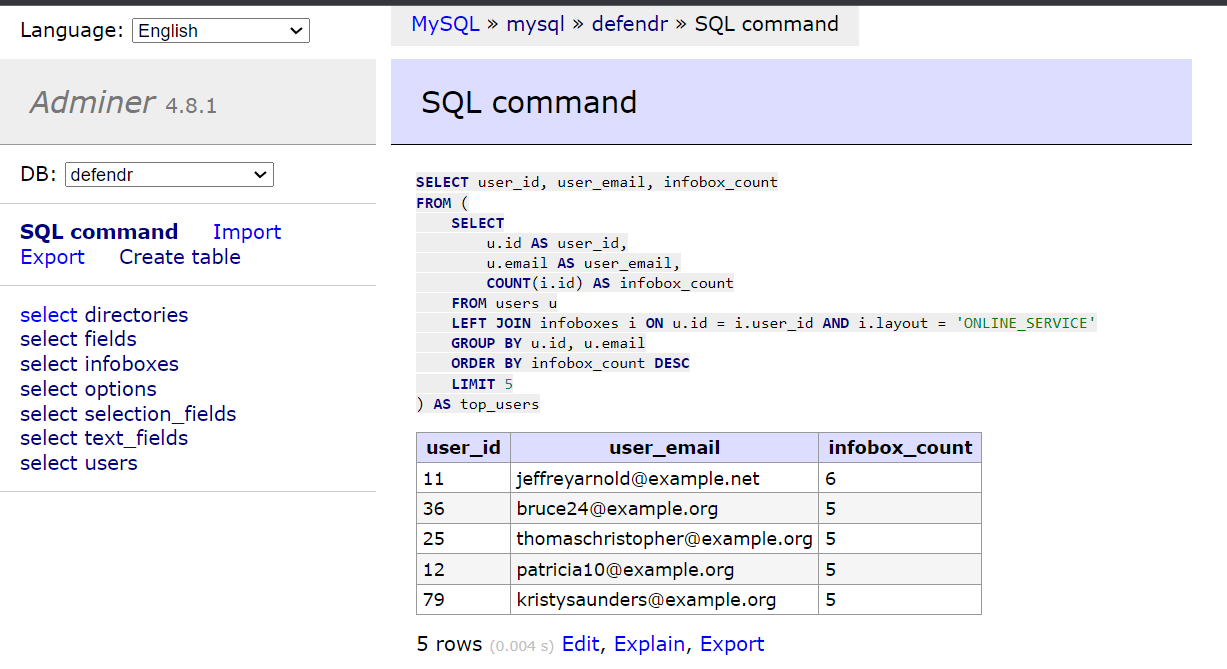 Language: English
MySQL » mysql » defendr » SQL command
Adminer 4.8.1
SQL command
DB: defendr
SQL command Import
Export Create table
select directories
select fields
select infoboxes
select options
select selection_fields
select text_fields
select users
SELECT user_id, user_email, infobox_count
FROM (
    SELECT
        u.id AS user_id,
        u.email AS user_email,
        COUNT(i.id) AS infobox_count
    FROM users u
    LEFT JOIN infoboxes i ON u.id = i.user_id AND i.layout = 'ONLINE_SERVICE'
    GROUP BY u.id, u.email
    ORDER BY infobox_count DESC
    LIMIT 5
) AS top_users
user_id user_email infobox_count
11 jeffreyarnold@example.net 6
36 bruce24@example.org 5
25 thomaschristopher@example.org 5
12 patricia10@example.org 5
79 kristysaunders@example.org 5
5 rows (0.004 s) Edit, Explain, Export